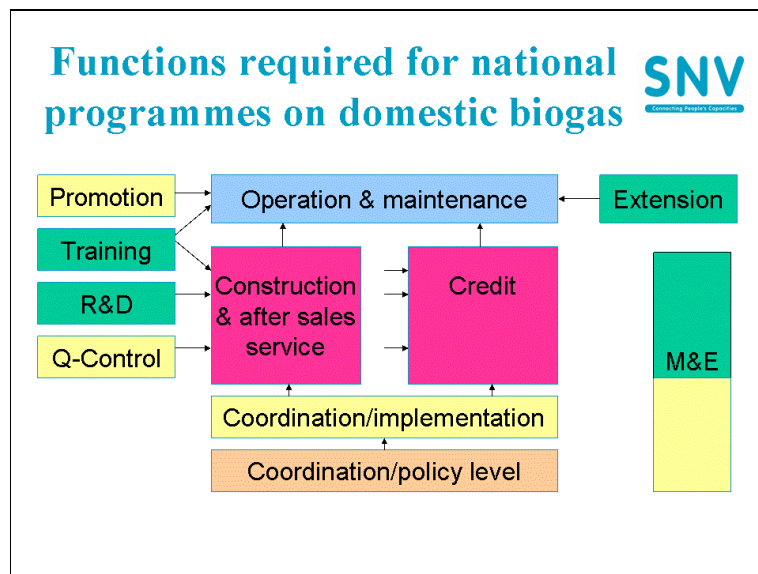 Functions required for national
programmes on domestic biogas
SNV
Connecting People's Capacities
Promotion
Operation & maintenance
Extension
Training
Construction
& after sales
service
Credit
R&D
Q-Control
M&E
Coordination/implementation
Coordination/policy level